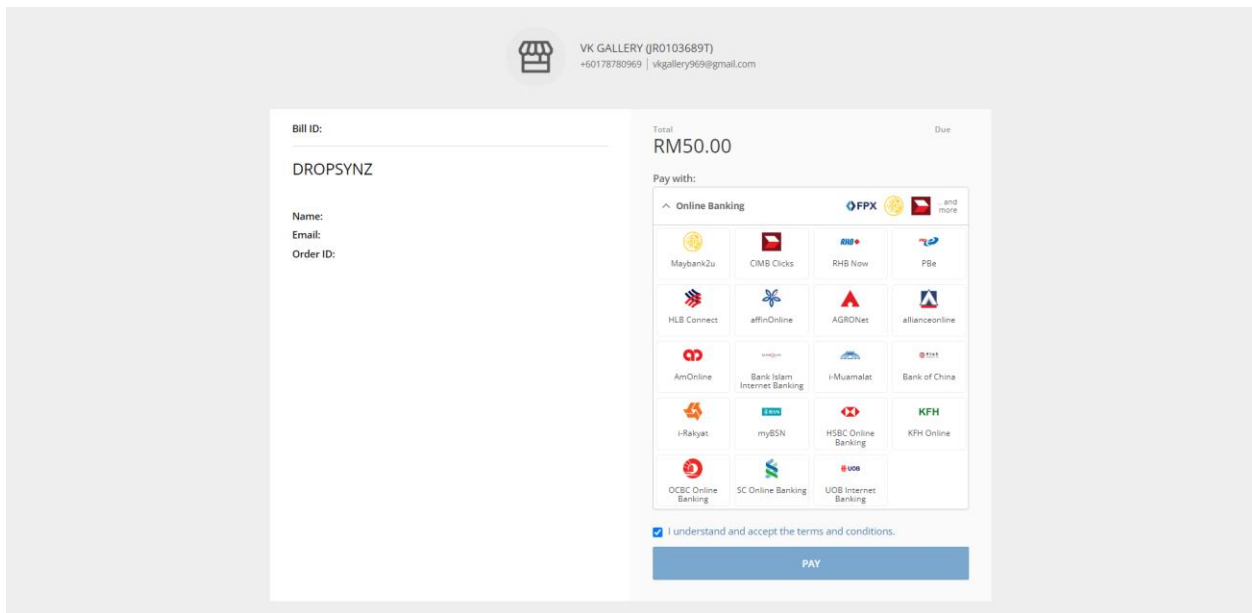 VK GALLERY (JR0103689T)
+60178780969 | vkgallery969@gmail.com
Bill ID:
DROPSYNZ
Name:
Email:
Order ID:
Total
Due
RM50.00
Pay with:
Online Banking
FPX
... and more
Maybank2u
CIMB Clicks
RHB
RHB Now
PBe
HLB Connect
affinOnline
AGRONet
allianceonline
AmOnline
Bank Islam
Internet Banking
i-Muamalat
Bank of China
i-Rakyat
myBSN
HSBC Online
Banking
KFH
KFH Online
OCBC Online
Banking
SC Online Banking
UOB
UOB Internet
Banking
I understand and accept the terms and conditions.
PAY